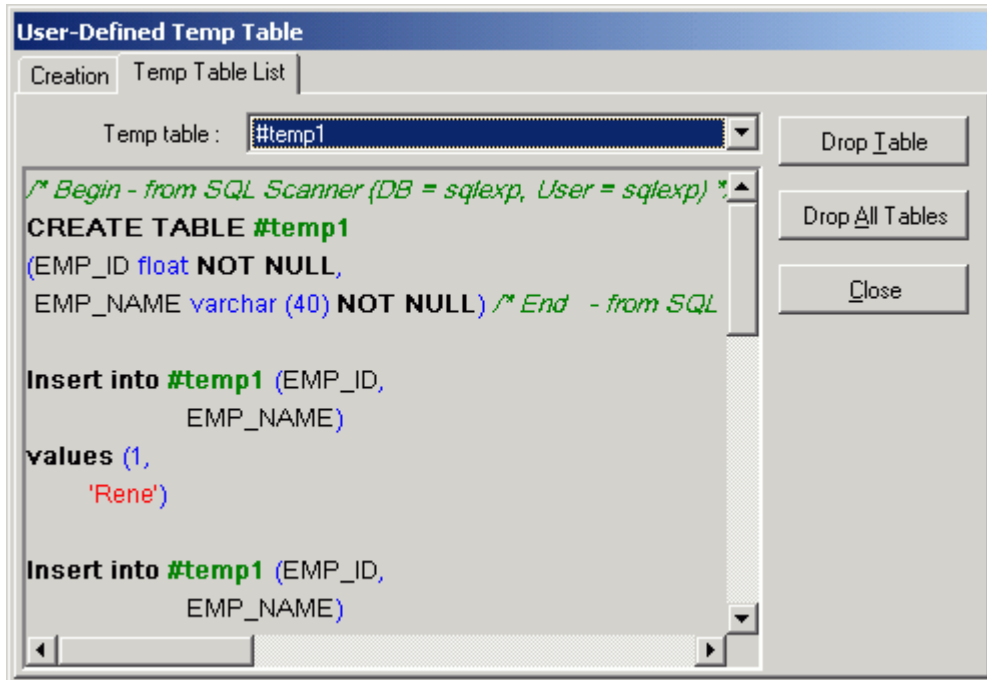 User-Defined Temp Table
Creation Temp Table List
Temp table : #temp1
Drop Table
Drop All Tables
Close
/* Begin - from SQL Scanner (DB = sqlexp, User = sqlexp) *
CREATE TABLE #temp1
(EMP_ID float NOT NULL,
EMP_NAME varchar (40) NOT NULL) /* End - from SQL
Insert into #temp1 (EMP_ID,
EMP_NAME)
values (1,
'Rene')
Insert into #temp1 (EMP_ID,
EMP_NAME)